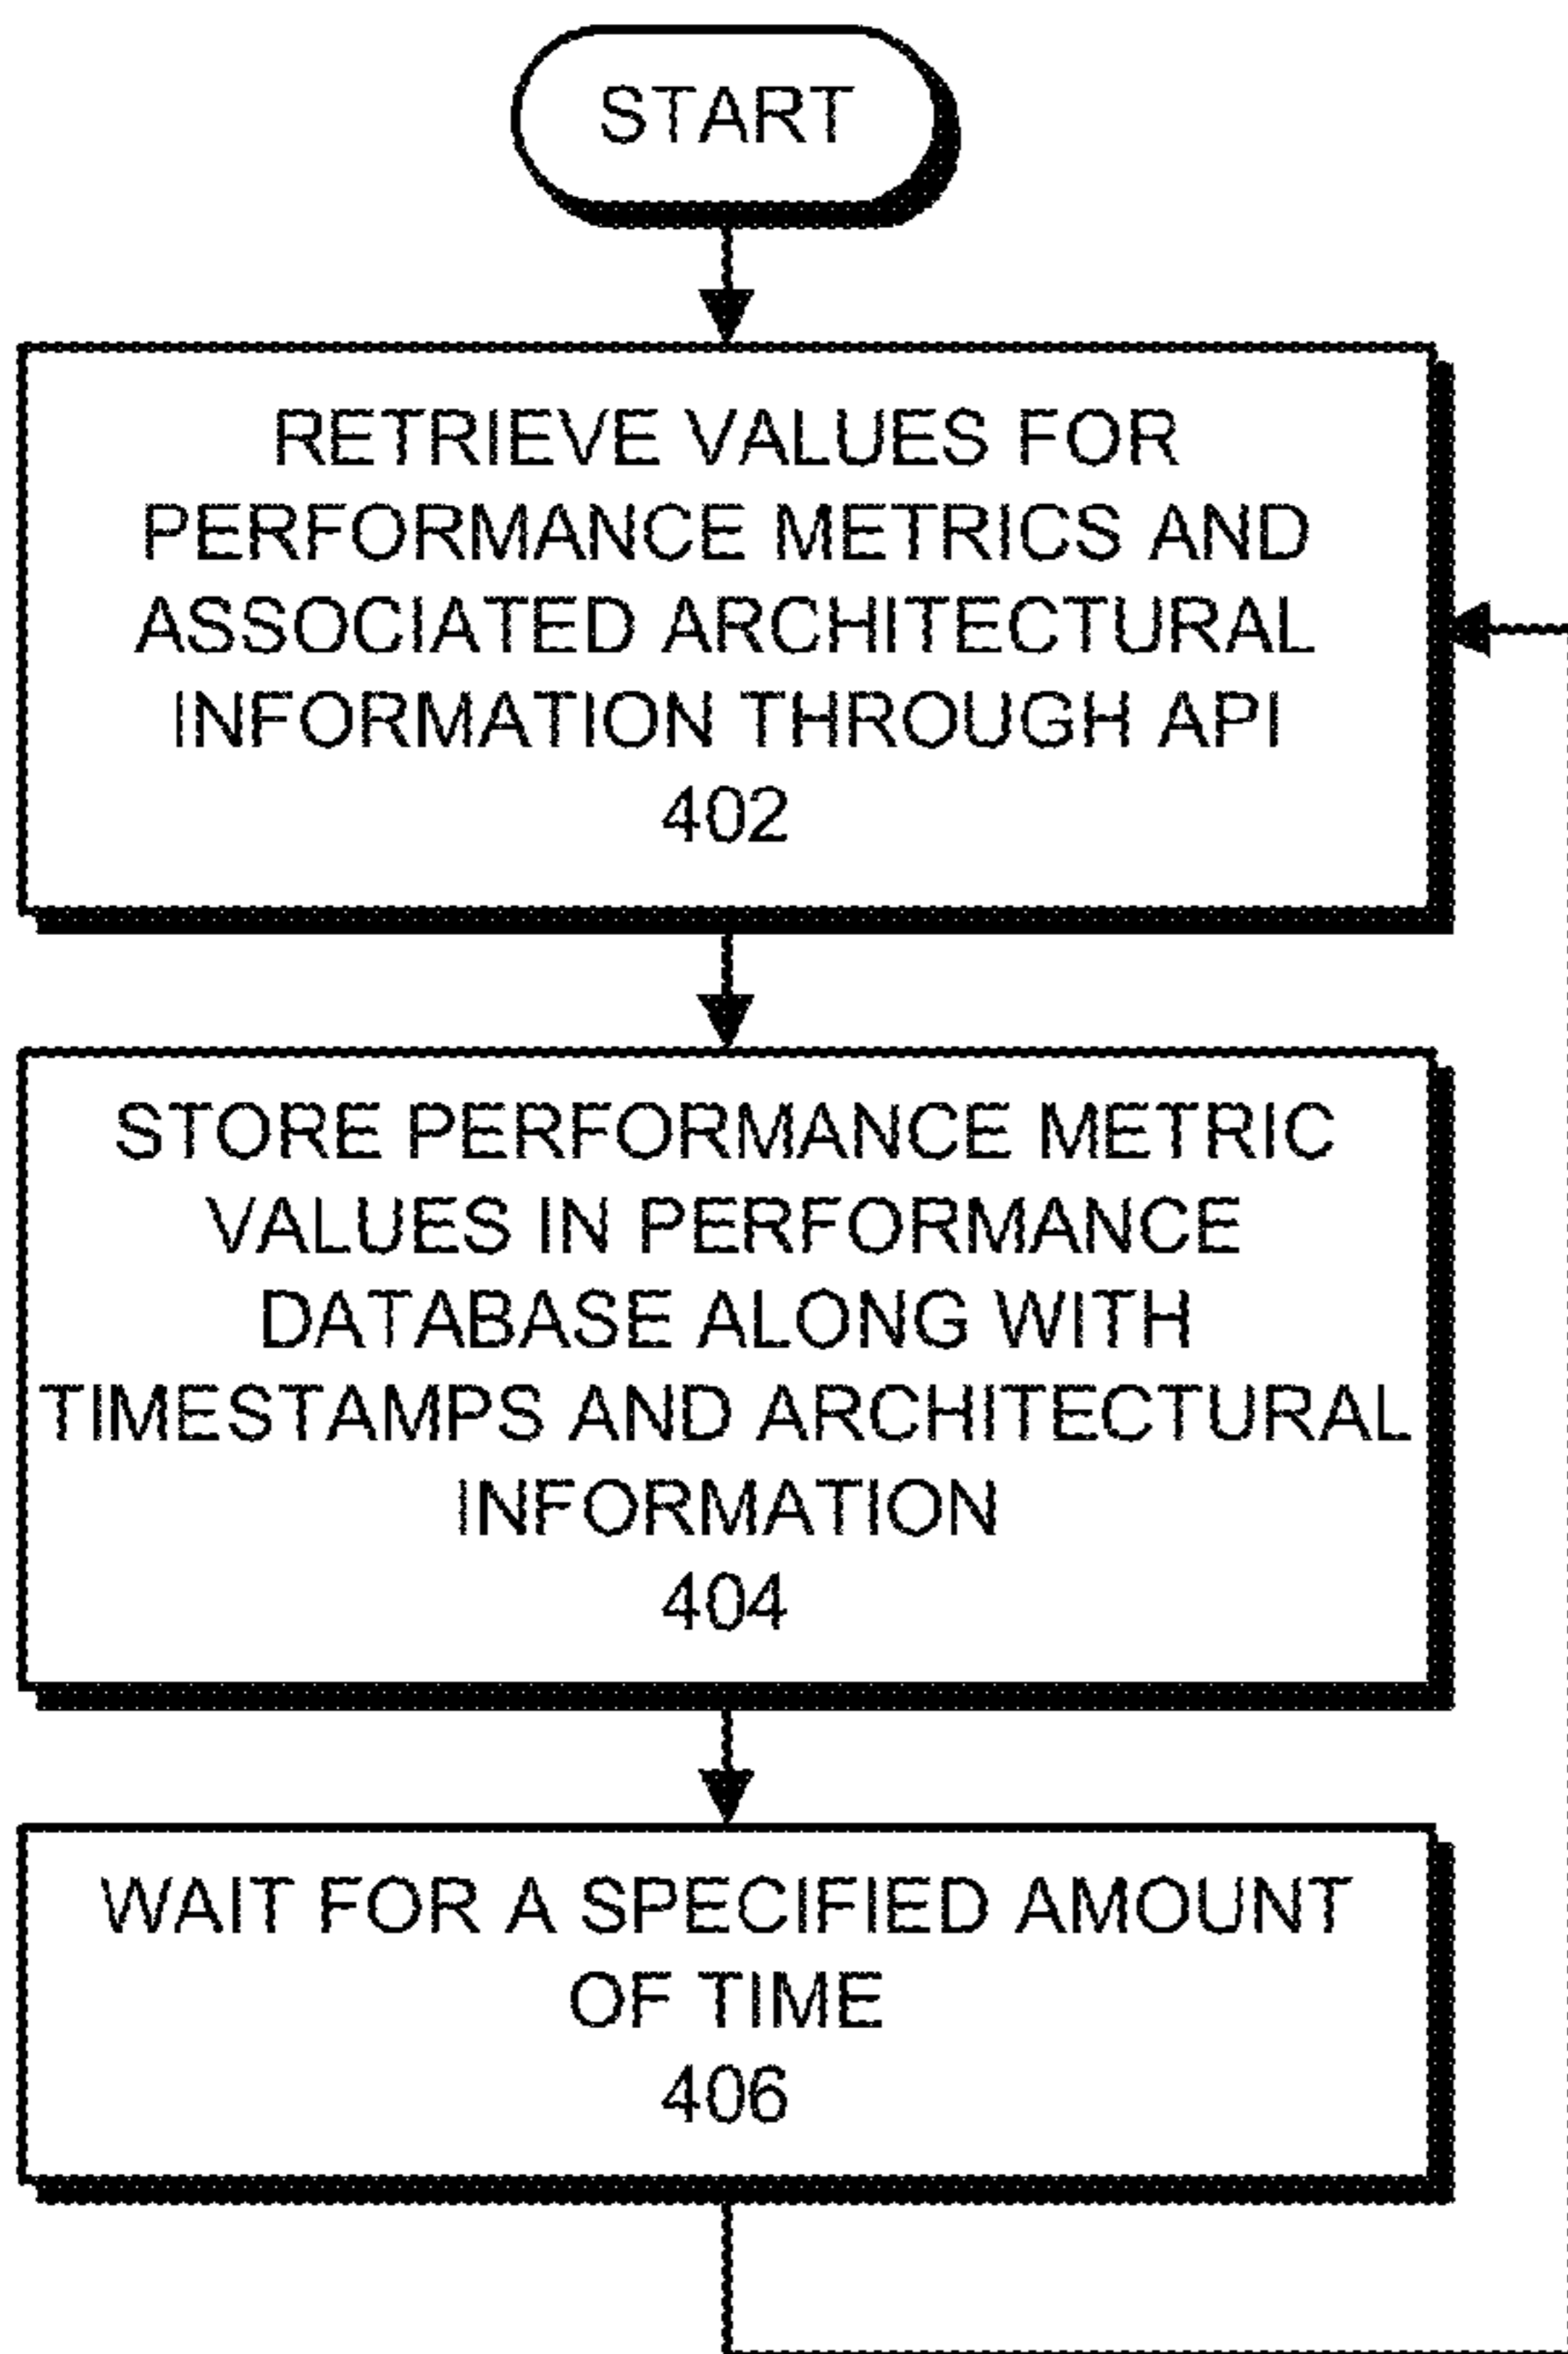 START
RETRIEVE VALUES FOR
PERFORMANCE METRICS AND
ASSOCIATED ARCHITECTURAL
INFORMATION THROUGH API
402
STORE PERFORMANCE METRIC
VALUES IN PERFORMANCE
DATABASE ALONG WITH
TIMESTAMPS AND ARCHITECTURAL
INFORMATION
404
WAIT FOR A SPECIFIED AMOUNT
OF TIME
406